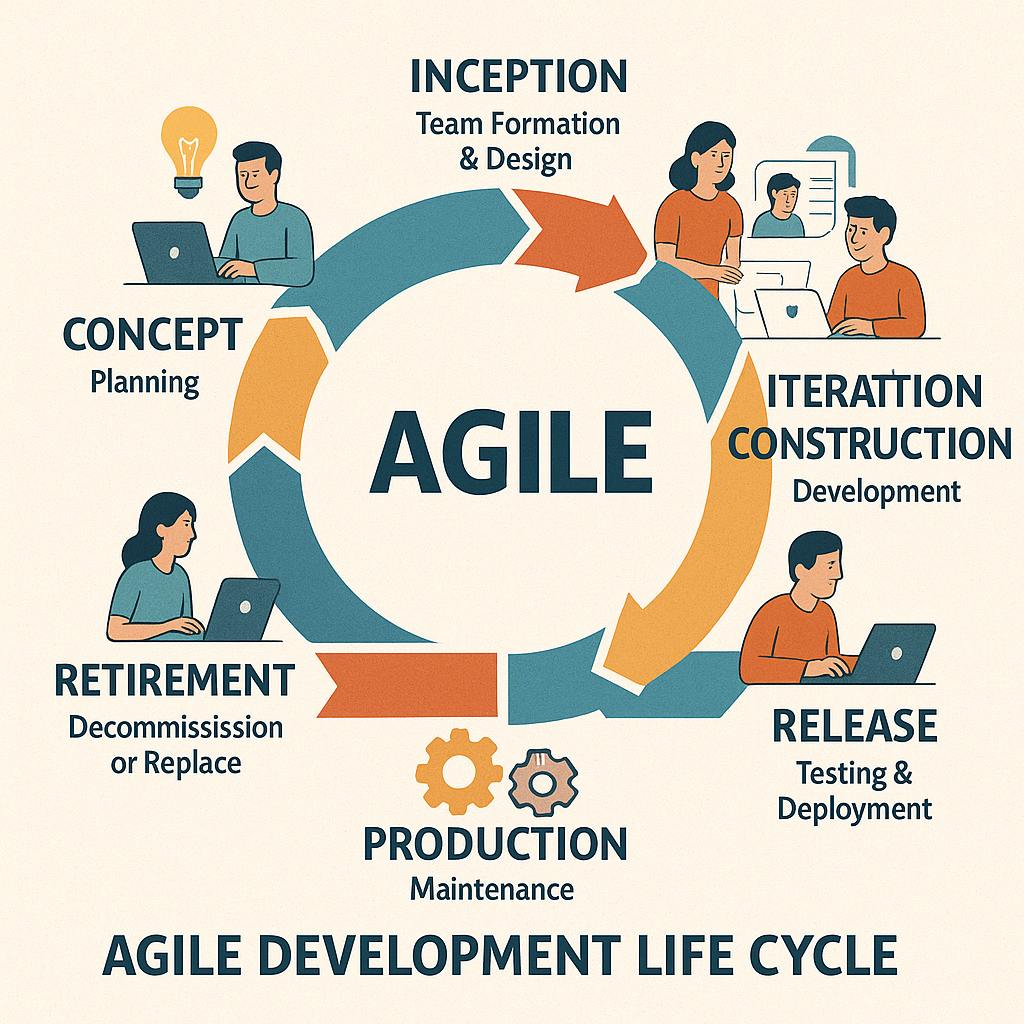 INCEPTION
Team Formation
& Design
CONCEPT
Planning
AGILE
ITERATTION
CONSTRUCTION
Development
RETIREMENT
Decommissission
or Replace
RELEASE
Testing &
Deployment
PRODUCTION
Maintenance
AGILE DEVELOPMENT LIFE CYCLE